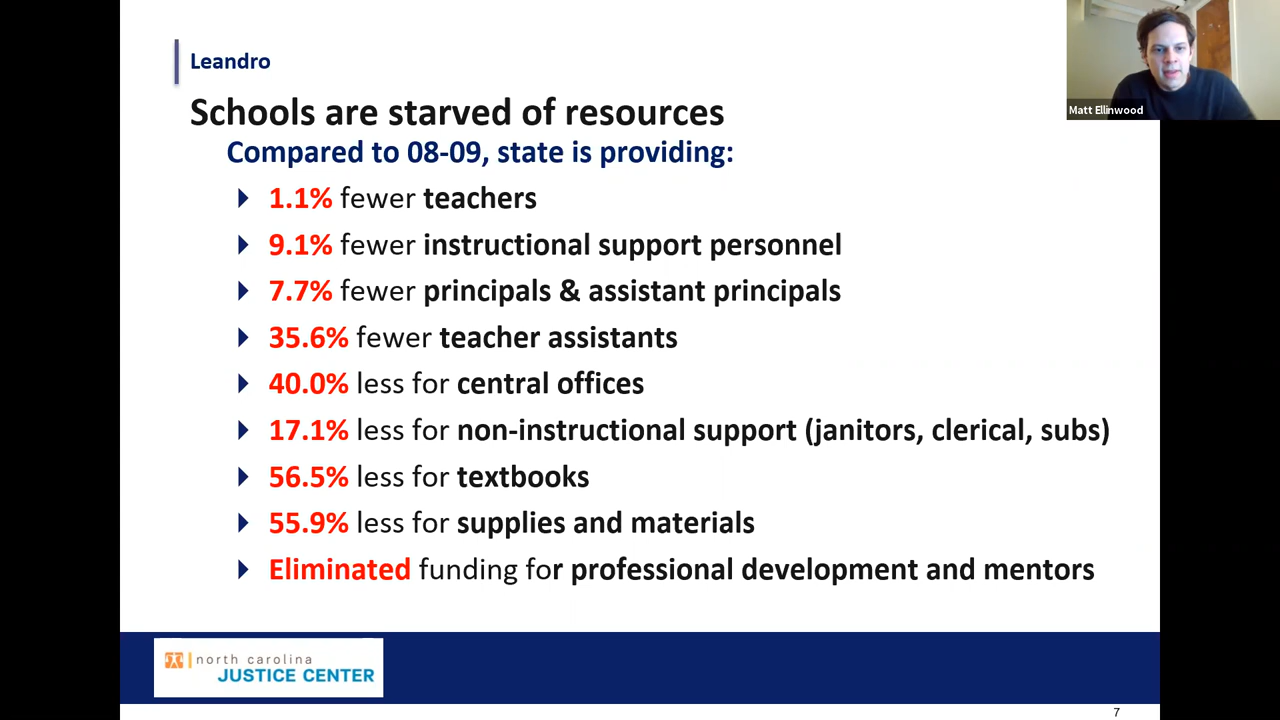 Leandro
Schools are starved of resources
Compared to 08-09, state is providing:
1.1% fewer teachers
9.1% fewer instructional support personnel
7.7% fewer principals & assistant principals
35.6% fewer teacher assistants
40.0% less for central offices
17.1% less for non-instructional support (janitors, clerical, subs)
56.5% less for textbooks
55.9% less for supplies and materials
Eliminated funding for professional development and mentors
north carolina
JUSTICE CENTER
7
Matt Ellinwood